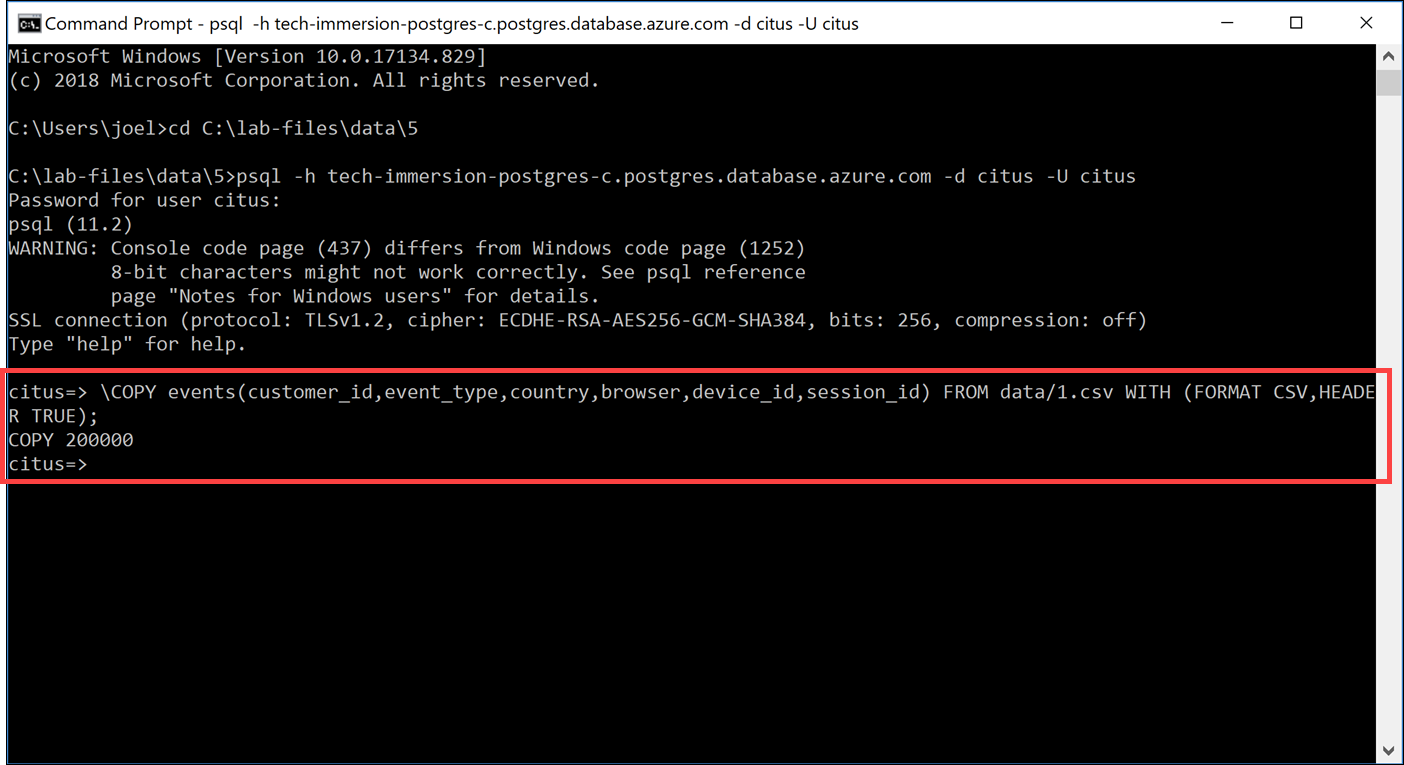 Command Prompt - psql  -h tech-immersion-postgres-c.postgres.database.azure.com -d citus -U citus
Microsoft Windows [Version 10.0.17134.829]
(c) 2018 Microsoft Corporation. All rights reserved.
C:\Users\joel>cd C:\lab-files\data\5
C:\lab-files\data\5>psql -h tech-immersion-postgres-c.postgres.database.azure.com -d citus -U citus
Password for user citus:
psql (11.2)
WARNING: Console code page (437) differs from Windows code page (1252)
         8-bit characters might not work correctly. See psql reference
         page "Notes for Windows users" for details.
SSL connection (protocol: TLSv1.2, cipher: ECDHE-RSA-AES256-GCM-SHA384, bits: 256, compression: off)
Type "help" for help.
citus=> \COPY events(customer_id,event_type,country,browser,device_id,session_id) FROM data/1.csv WITH (FORMAT CSV,HEADE
R TRUE);
COPY 200000
citus=>